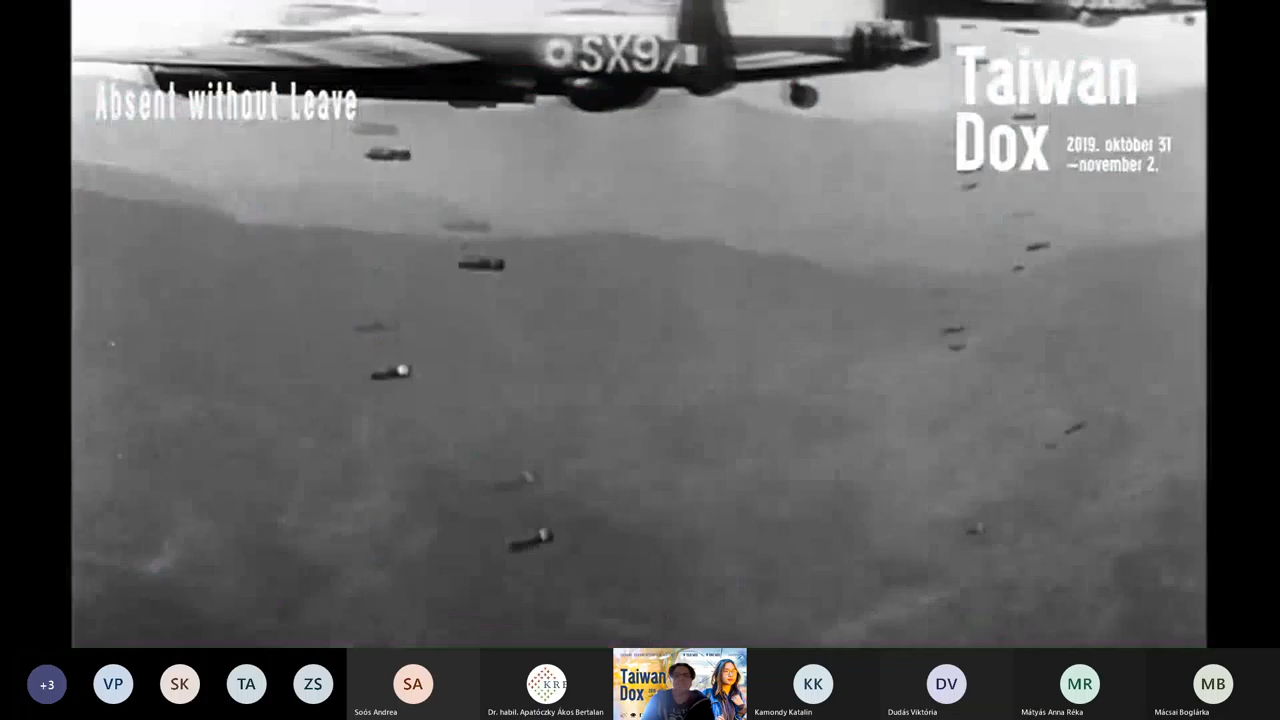 SX97
Absent without Leave
Taiwan
Dox
2019. október 31
–november 2.
+3
VP
SK
TA
ZS
SA
Soós Andrea
KRE
Dr. habil. Apatóczky Ákos Bertalan
Taiwan
Dox
KK
Kamondy Katalin
DV
Dudás Viktória
MR
Mátyás Anna Réka
MB
Mácsai Boglárka